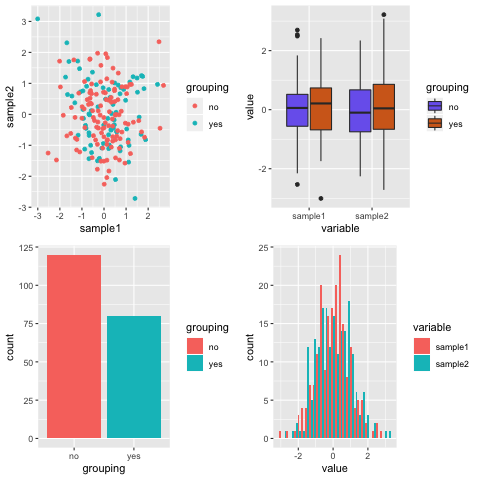 3
2
1
0
-1
-2
-3
sample2
-3 -2 -1 0 1 2
sample1
grouping
no
yes
2
0
-2
value
sample1 sample2
variable
grouping
no
yes
125
100
75
50
25
0
count
no yes
grouping
grouping
no
yes
25
20
15
10
5
0
count
-2 0 2
value
variable
sample1
sample2